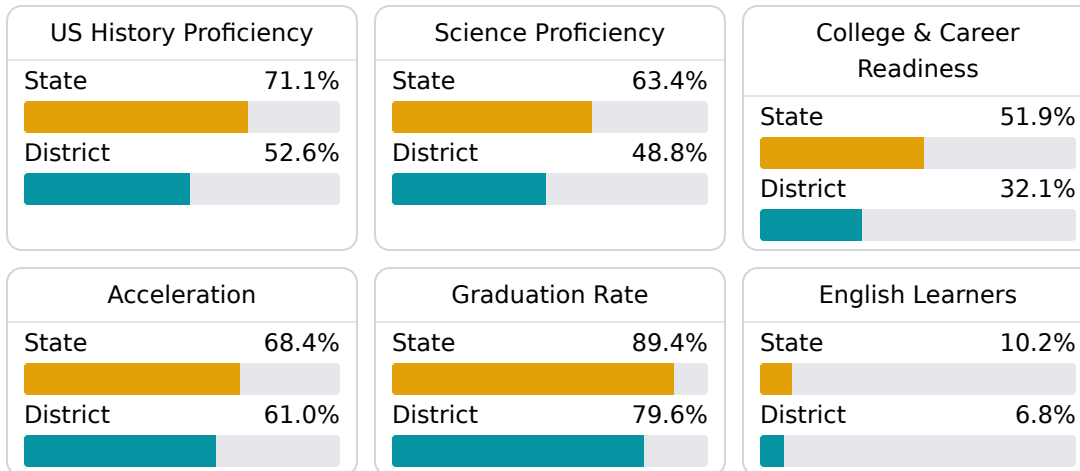 US History Proficiency
State 71.1%
District 52.6%
Science Proficiency
State 63.4%
District 48.8%
College & Career
Readiness
State 51.9%
District 32.1%
Acceleration
State 68.4%
District 61.0%
Graduation Rate
State 89.4%
District 79.6%
English Learners
State 10.2%
District 6.8%